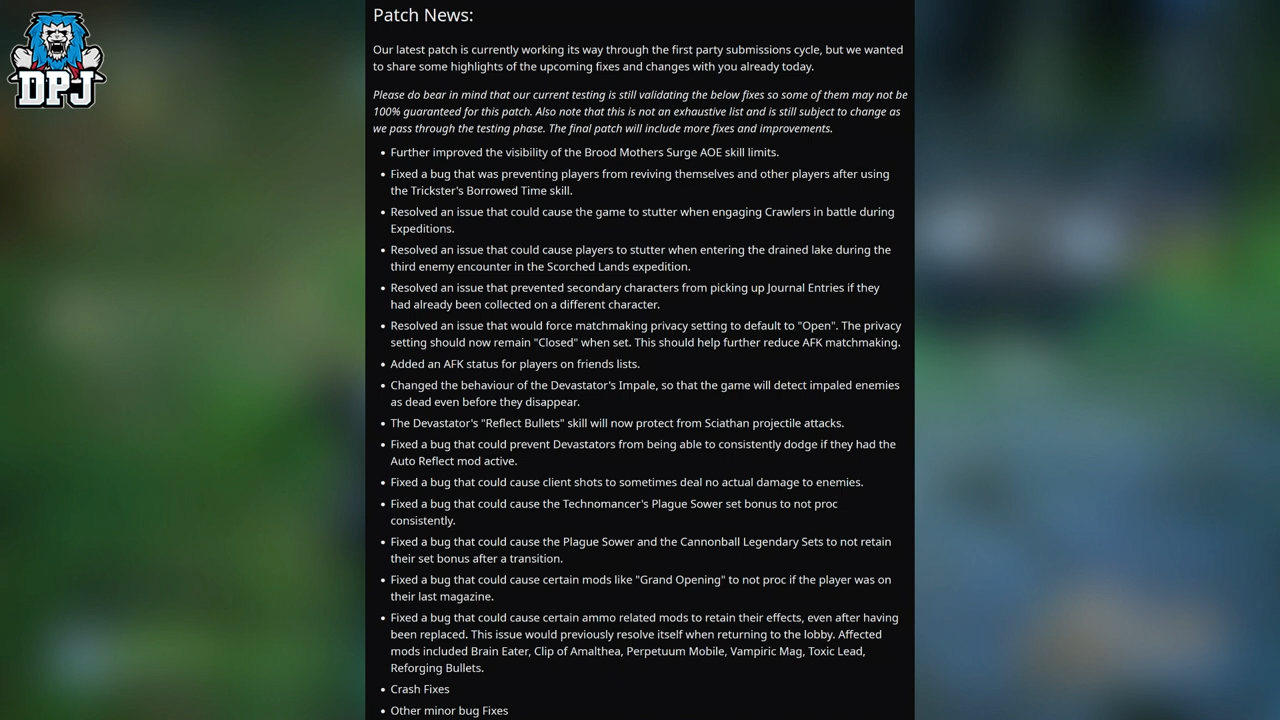 DPJ
Patch News:
Our latest patch is currently working its way through the first party submissions cycle, but we wanted
to share some highlights of the upcoming fixes and changes with you already today.
Please do bear in mind that our current testing is still validating the below fixes so some of them may not be
100% guaranteed for this patch. Also note that this is not an exhaustive list and is still subject to change as
we pass through the testing phase. The final patch will include more fixes and improvements.
• Further improved the visibility of the Brood Mothers Surge AOE skill limits.
• Fixed a bug that was preventing players from reviving themselves and other players after using
the Trickster's Borrowed Time skill.
• Resolved an issue that could cause the game to stutter when engaging Crawlers in battle during
Expeditions.
• Resolved an issue that could cause players to stutter when entering the drained lake during the
third enemy encounter in the Scorched Lands expedition.
• Resolved an issue that prevented secondary characters from picking up Journal Entries if they
had already been collected on a different character.
• Resolved an issue that would force matchmaking privacy setting to default to "Open". The privacy
setting should now remain "Closed" when set. This should help further reduce AFK matchmaking.
• Added an AFK status for players on friends lists.
• Changed the behaviour of the Devastator's Impale, so that the game will detect impaled enemies
as dead even before they disappear.
• The Devastator's "Reflect Bullets" skill will now protect from Sciathan projectile attacks.
• Fixed a bug that could prevent Devastators from being able to consistently dodge if they had the
Auto Reflect mod active.
• Fixed a bug that could cause client shots to sometimes deal no actual damage to enemies.
• Fixed a bug that could cause the Technomancer's Plague Sower set bonus to not proc
consistently.
• Fixed a bug that could cause the Plague Sower and the Cannonball Legendary Sets to not retain
their set bonus after a transition.
• Fixed a bug that could cause certain mods like "Grand Opening" to not proc if the player was on
their last magazine.
• Fixed a bug that could cause certain ammo related mods to retain their effects, even after having
been replaced. This issue would previously resolve itself when returning to the lobby. Affected
mods included Brain Eater, Clip of Amalthea, Perpetuum Mobile, Vampiric Mag, Toxic Lead,
Reforging Bullets.
• Crash Fixes
• Other minor bug Fixes